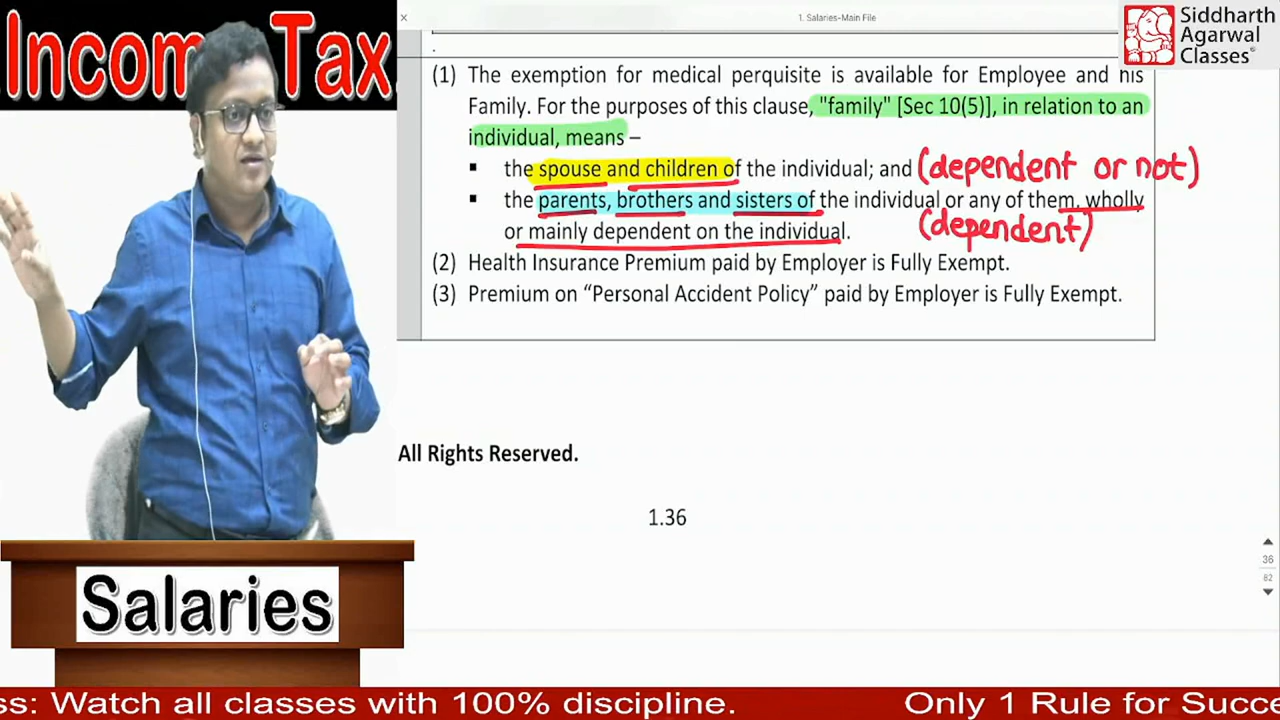 Income Tax
1. Salaries-Main File
Siddharth
Agarwal
Classes®
(1) The exemption for medical perquisite is available for Employee and his
Family. For the purposes of this clause, "family" [Sec 10(5)], in relation to an
individual, means –
▪ the spouse and children of the individual; and (dependent or not)
▪ the parents, brothers and sisters of the individual or any of them, wholly
or mainly dependent on the individual. (dependent)
(2) Health Insurance Premium paid by Employer is Fully Exempt.
(3) Premium on “Personal Accident Policy” paid by Employer is Fully Exempt.
All Rights Reserved.
1.36
36
82
Salaries
ss: Watch all classes with 100% discipline. Only 1 Rule for Succe